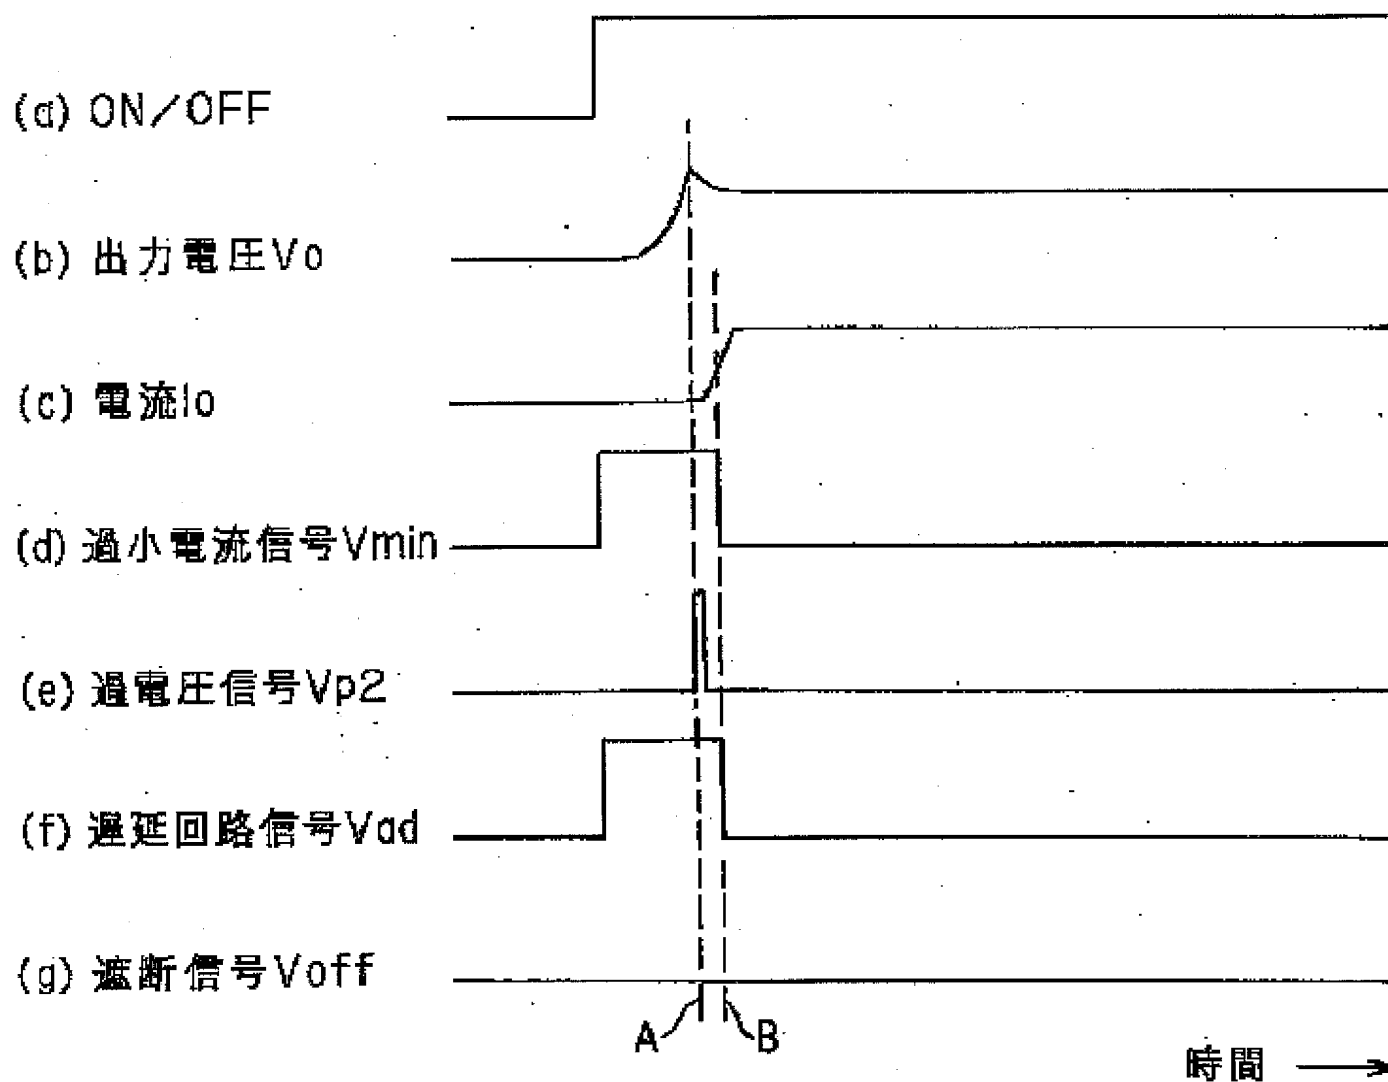 (a) ON/OFF
(b) 出力電圧Vo
(c) 電流Io
(d) 過小電流信号Vmin
(e) 過電圧信号Vp2
(f) 遅延回路信号Vad
(g) 遮断信号Voff
A B
時間